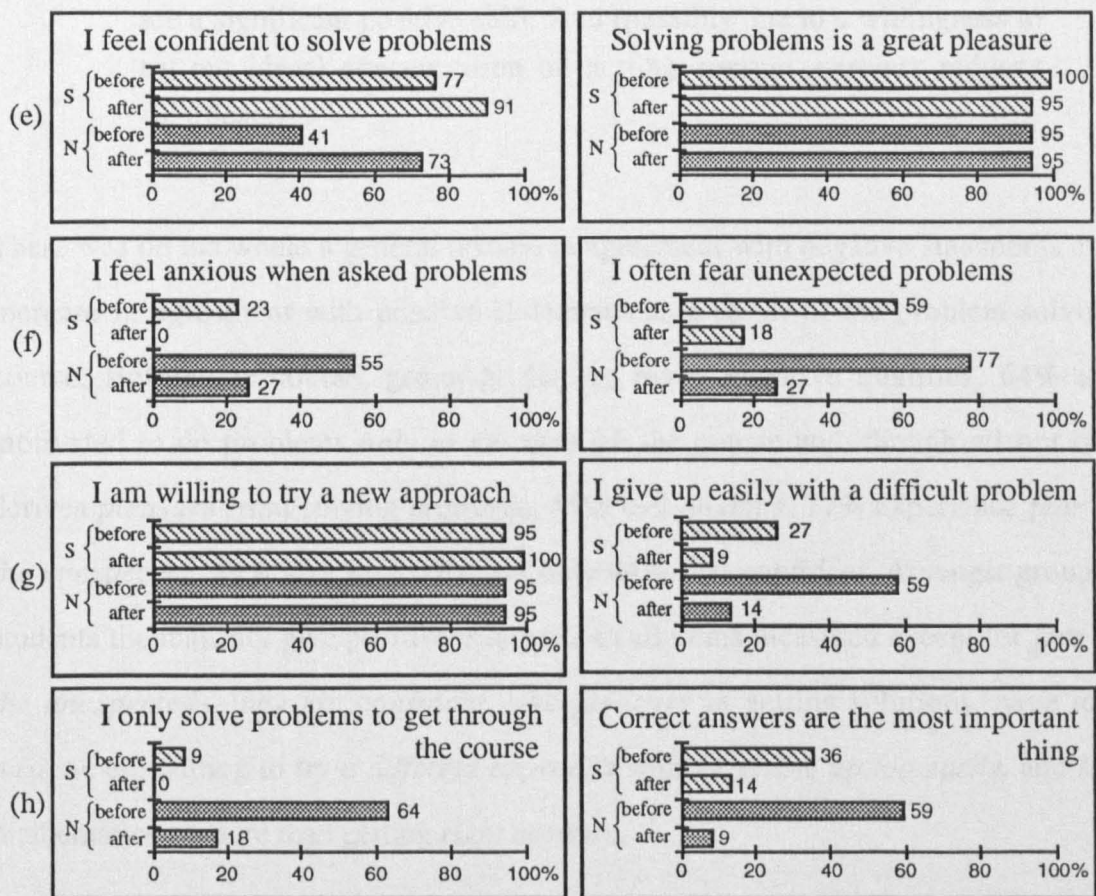 I feel confident to solve problems
S
before
77
after
91
N
before
41
after
73
0 20 40 60 80 100%
(e)
Solving problems is a great pleasure
S
before
100
after
95
N
before
95
after
95
0 20 40 60 80 100%
I feel anxious when asked problems
S
before
23
after
0
N
before
55
after
27
0 20 40 60 80 100%
(f)
I often fear unexpected problems
S
before
59
after
18
N
before
77
after
27
0 20 40 60 80 100%
I am willing to try a new approach
S
before
95
after
100
N
before
95
after
95
0 20 40 60 80 100%
(g)
I give up easily with a difficult problem
S
before
27
after
9
N
before
59
after
14
0 20 40 60 80 100%
I only solve problems to get through
the course
S
before
9
after
0
N
before
64
after
18
0 20 40 60 80 100%
(h)
Correct answers are the most important
thing
S
before
36
after
14
N
before
59
after
9
0 20 40 60 80 100%